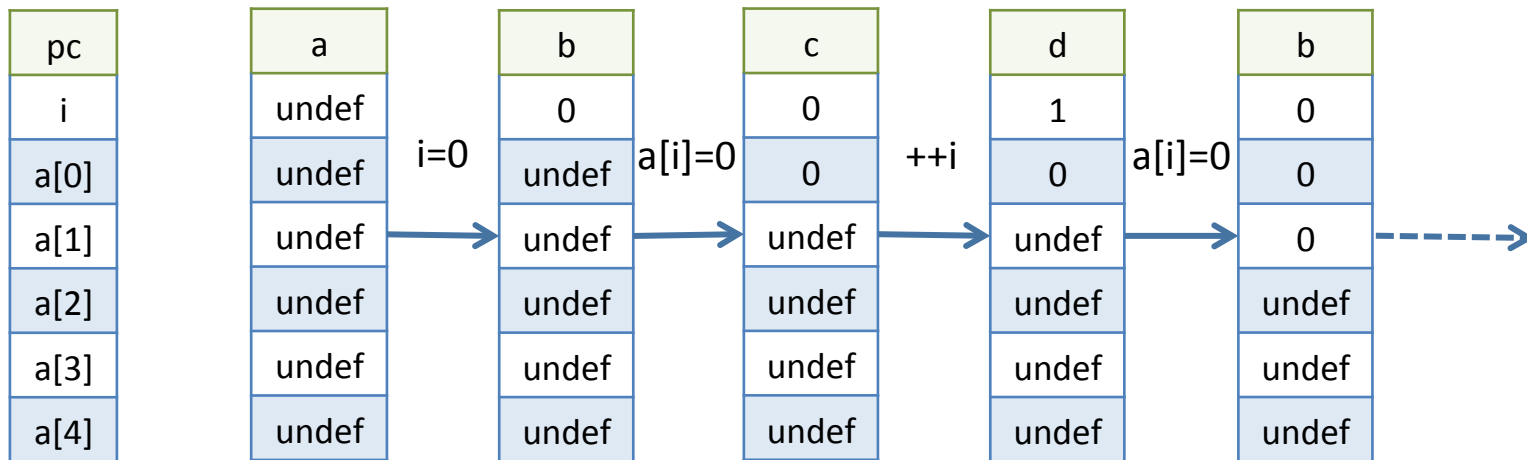 pc a b c d b
i undef 0 0 1 0
i=0 a[i]=0 ++i a[i]=0
a[0] undef undef 0 0 0
a[1] undef undef undef undef 0
a[2] undef undef undef undef undef
a[3] undef undef undef undef undef
a[4] undef undef undef undef undef